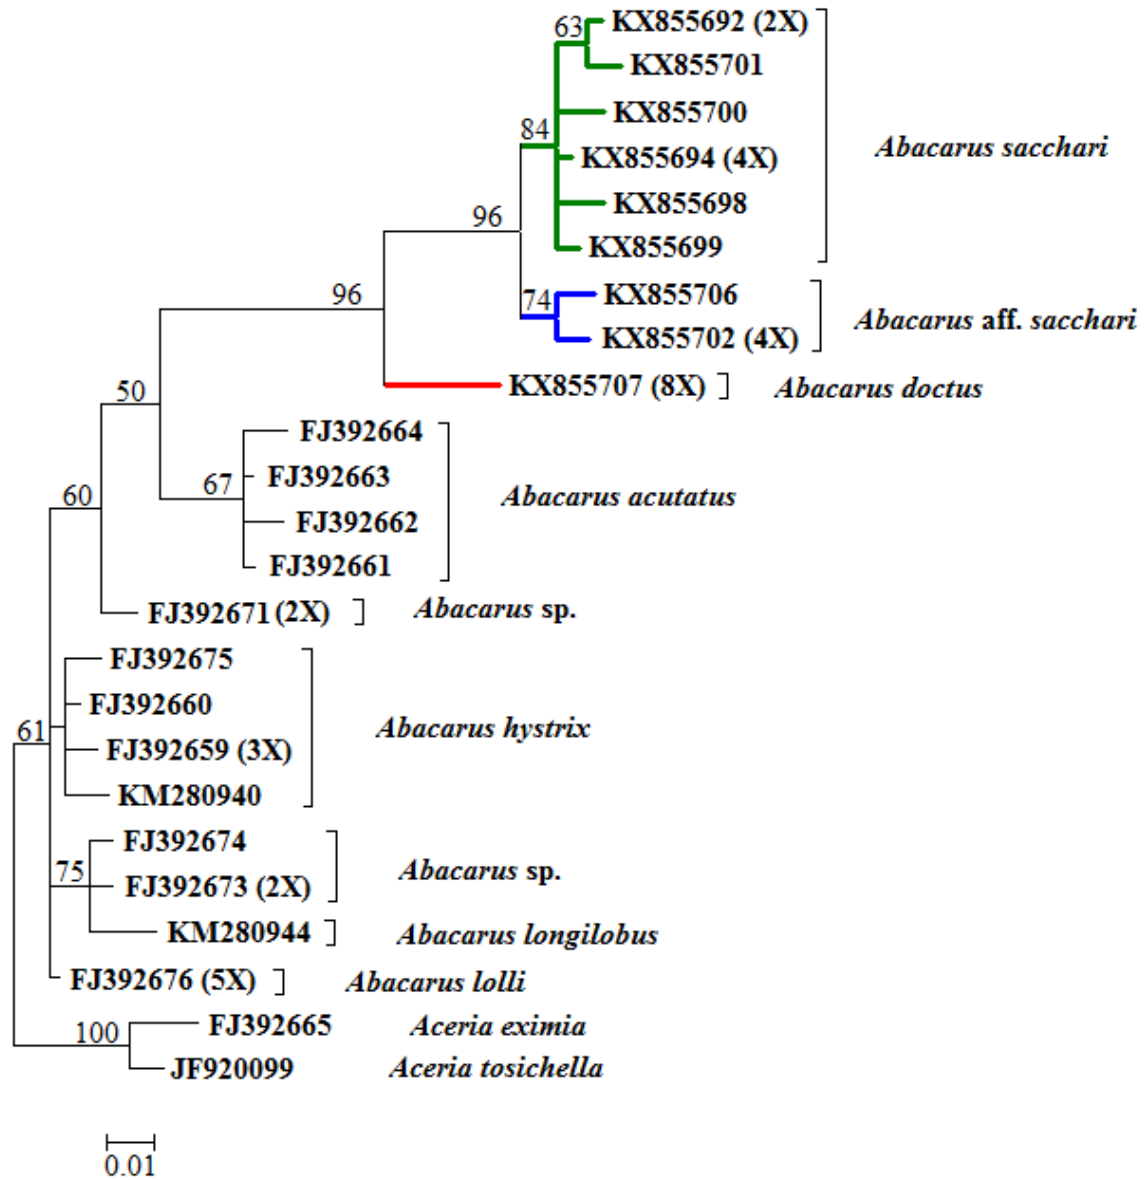 63
KX855692 (2X)
KX855701
KX855700
84
KX855694 (4X)
Abacarus sacchari
KX855698
96
KX855699
96
74
KX855706
KX855702 (4X)
Abacarus aff. sacchari
50
KX855707 (8X)
Abacarus doctus
FJ392664
67
FJ392663
60
Abacarus acutatus
FJ392662
FJ392661
FJ392671 (2X)
Abacarus sp.
FJ392675
FJ392660
61
Abacarus hystrix
FJ392659 (3X)
KM280940
FJ392674
75
Abacarus sp.
FJ392673 (2X)
KM280944
Abacarus longilobus
FJ392676 (5X)
Abacarus lolli
100
FJ392665
Aceria eximia
JF920099
Aceria tosichella
0.01